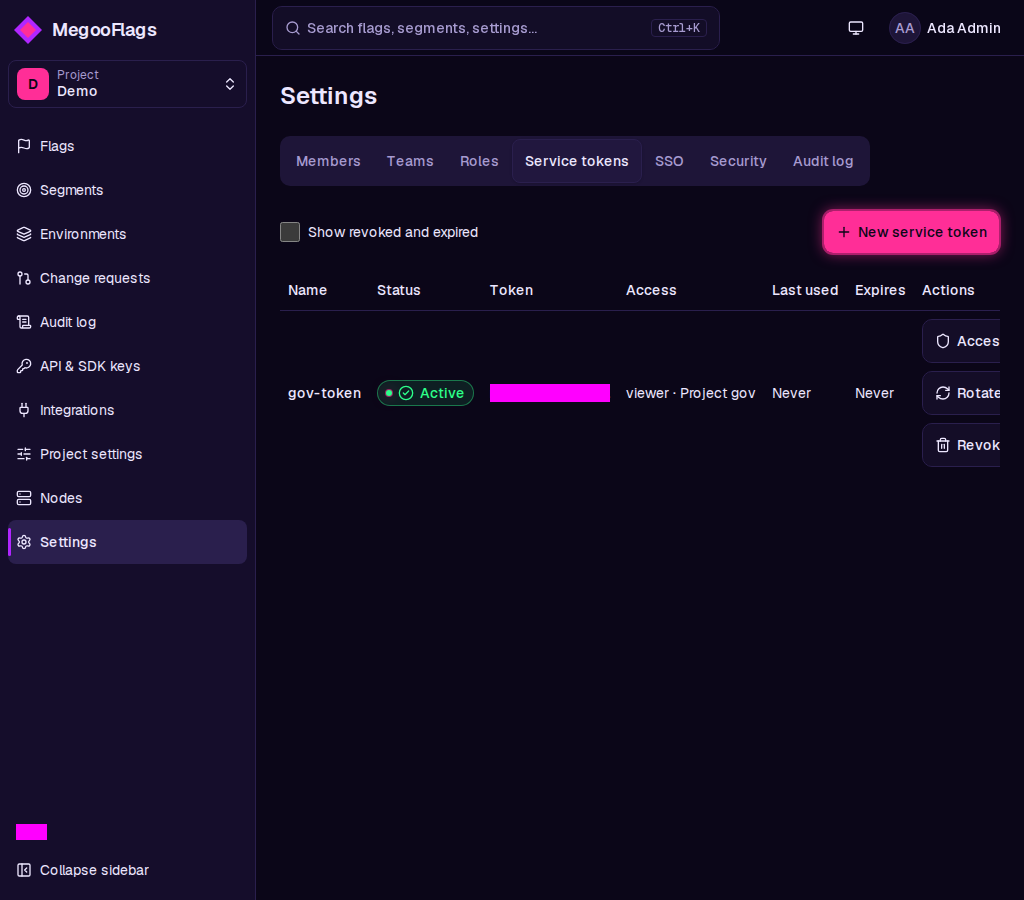 MegooFlags
Search flags, segments, settings...
Ctrl+K
AA
Ada Admin
D
Project
Demo
Flags
Segments
Environments
Change requests
Audit log
API & SDK keys
Integrations
Project settings
Nodes
Settings
Collapse sidebar
Settings
Members
Teams
Roles
Service tokens
SSO
Security
Audit log
Show revoked and expired
New service token
Name Status Token Access Last used Expires Actions
gov-token Active viewer · Project gov Never Never
Acces
Rotate
Revok